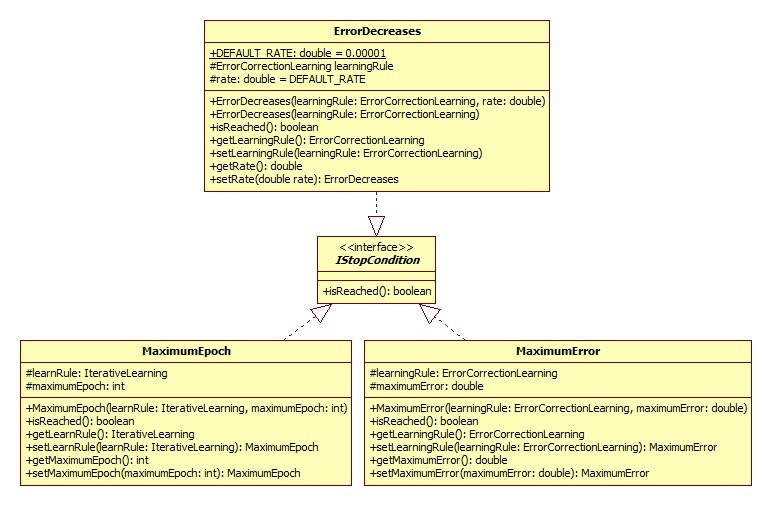 ErrorDecreases
+DEFAULT_RATE: double = 0.00001
#ErrorCorrectionLearning learningRule
#rate: double = DEFAULT_RATE
+ErrorDecreases(learningRule: ErrorCorrectionLearning, rate: double)
+ErrorDecreases(learningRule: ErrorCorrectionLearning)
+isReached(): boolean
+getLearningRule(): ErrorCorrectionLearning
+setLearningRule(learningRule: ErrorCorrectionLearning)
+getRate(): double
+setRate(double rate): ErrorDecreases
<<interface>>
IStopCondition
+isReached(): boolean
MaximumEpoch
#learnRule: IterativeLearning
#maximumEpoch: int
+MaximumEpoch(learnRule: IterativeLearning, maximumEpoch: int)
+isReached(): boolean
+getLearnRule(): IterativeLearning
+setLearnRule(learnRule: IterativeLearning): MaximumEpoch
+getMaximumEpoch(): int
+setMaximumEpoch(maximumEpoch: int): MaximumEpoch
MaximumError
#learningRule: ErrorCorrectionLearning
#maximumError: double
+MaximumError(learningRule: ErrorCorrectionLearning, maximumError: double)
+isReached(): boolean
+getLearningRule(): ErrorCorrectionLearning
+setLearningRule(learningRule: ErrorCorrectionLearning): MaximumError
+getMaximumError(): double
+setMaximumError(maximumError: double): MaximumError